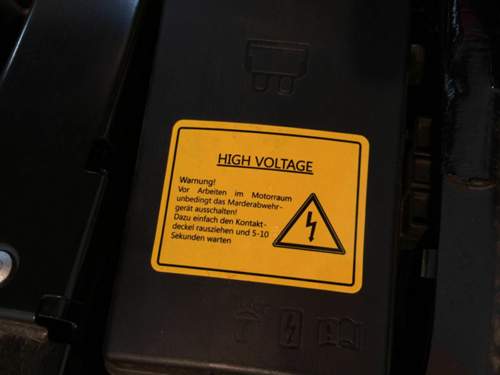 HIGH VOLTAGE
Warnung!
Vor Arbeiten im Motorraum
unbedingt das Marderabwehr-
gerät ausschalten!
Dazu einfach den Kontakt-
deckel rausziehen und 5-10
Sekunden warten